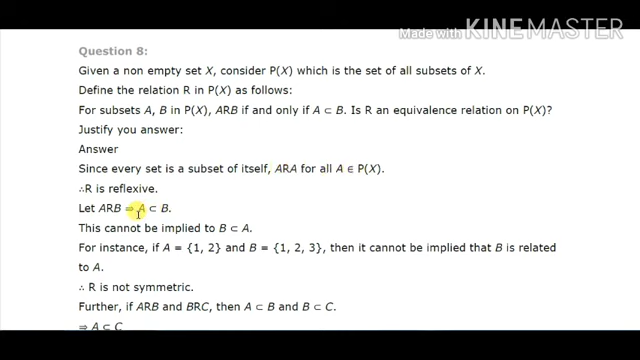 Made with KINEMASTER
Question 8:
Given a non empty set X, consider P(X) which is the set of all subsets of X.
Define the relation R in P(X) as follows:
For subsets A, B in P(X), ARB if and only if A ⊂ B. Is R an equivalence relation on P(X)?
Justify you answer:
Answer
Since every set is a subset of itself, ARA for all A ∈ P(X).
∴R is reflexive.
Let ARB ⇒ A ⊂ B.
This cannot be implied to B ⊂ A.
For instance, if A = {1, 2} and B = {1, 2, 3}, then it cannot be implied that B is related
to A.
∴ R is not symmetric.
Further, if ARB and BRC, then A ⊂ B and B ⊂ C.
⇒ A ⊂ C